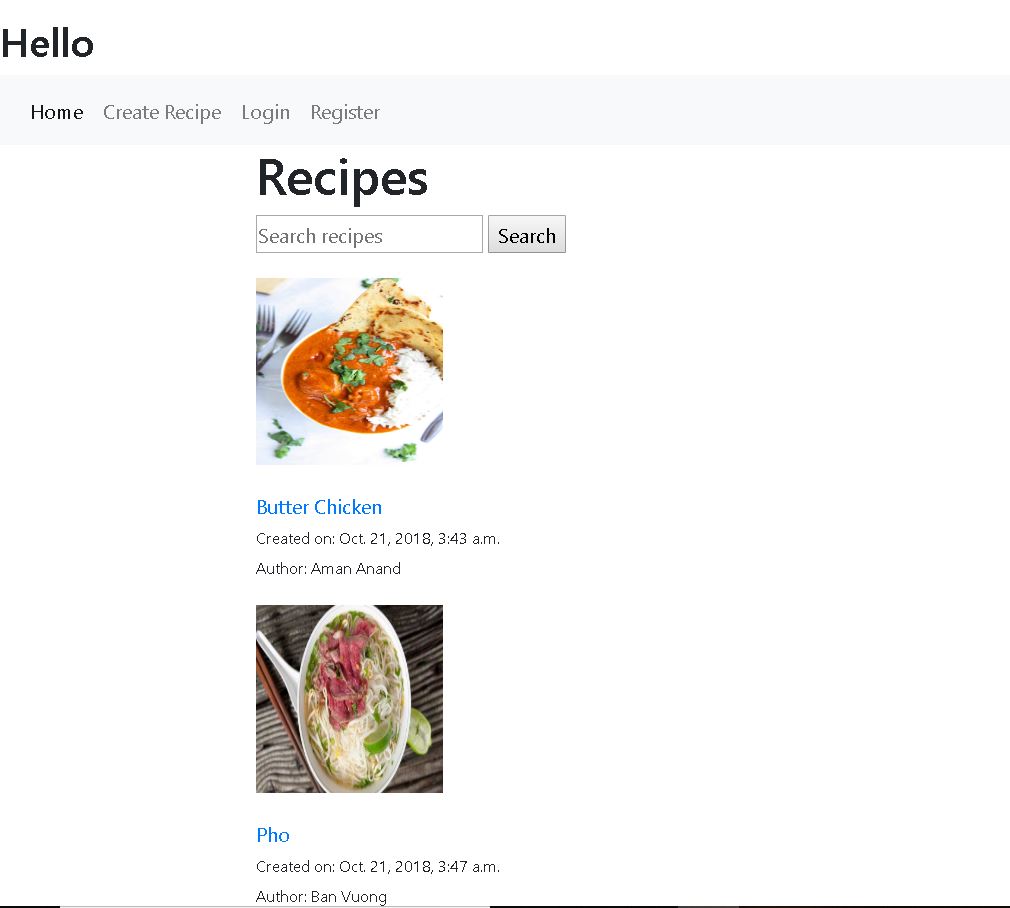 Hello
Home Create Recipe Login Register
Recipes
Search recipes Search
Butter Chicken
Created on: Oct. 21, 2018, 3:43 a.m.
Author: Aman Anand
Pho
Created on: Oct. 21, 2018, 3:47 a.m.
Author: Ban Vuong